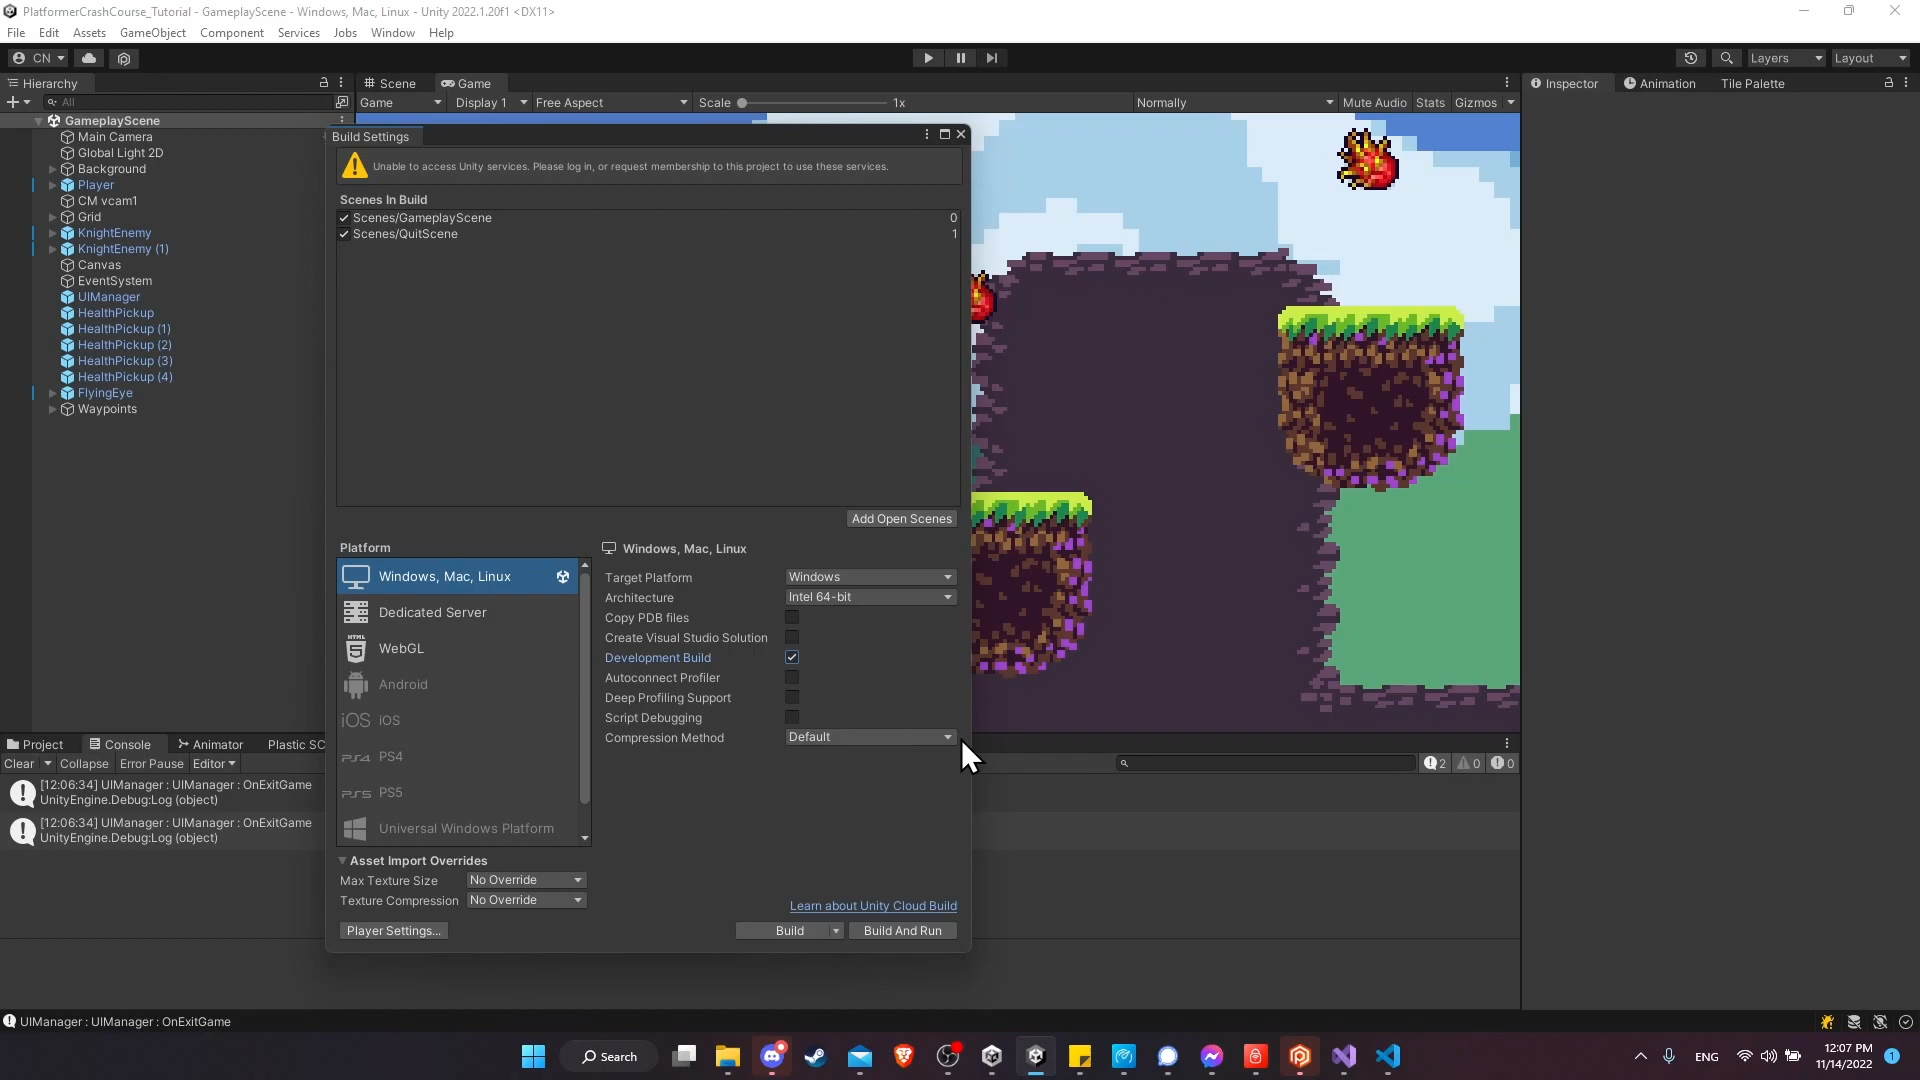 PlatformerCrashCourse_Tutorial - GameplayScene - Windows, Mac, Linux - Unity 2022.1.20f1 <DX11>
File Edit Assets GameObject Component Services Jobs Window Help
CN Layers Layout
Hierarchy
All
GameplayScene
Main Camera
Global Light 2D
Background
Player
CM vcam1
Grid
KnightEnemy
KnightEnemy (1)
Canvas
EventSystem
UIManager
HealthPickup
HealthPickup (1)
HealthPickup (2)
HealthPickup (3)
HealthPickup (4)
FlyingEye
Waypoints
Scene Game
Game Display 1 Free Aspect Scale 1x Normally Mute Audio Stats Gizmos
Inspector Animation Tile Palette
Build Settings
Unable to access Unity services. Please log in, or request membership to this project to use these services.
Scenes In Build
Scenes/GameplayScene 0
Scenes/QuitScene 1
Add Open Scenes
Platform
Windows, Mac, Linux
Dedicated Server
HTML 5 WebGL
Android
iOS iOS
PS4 PS4
PS5 PS5
Universal Windows Platform
Windows, Mac, Linux
Target Platform Windows
Architecture Intel 64-bit
Copy PDB files
Create Visual Studio Solution
Development Build
Autoconnect Profiler
Deep Profiling Support
Script Debugging
Compression Method Default
Asset Import Overrides
Max Texture Size No Override
Texture Compression No Override
Learn about Unity Cloud Build
Player Settings... Build Build And Run
Project Console Animator Plastic SC
Clear Collapse Error Pause Editor 2 0 0
[12:06:34] UIManager : UIManager : OnExitGame
UnityEngine.Debug:Log (object)
[12:06:34] UIManager : UIManager : OnExitGame
UnityEngine.Debug:Log (object)
UIManager : UIManager : OnExitGame
Search ENG 12:07 PM 1
11/14/2022